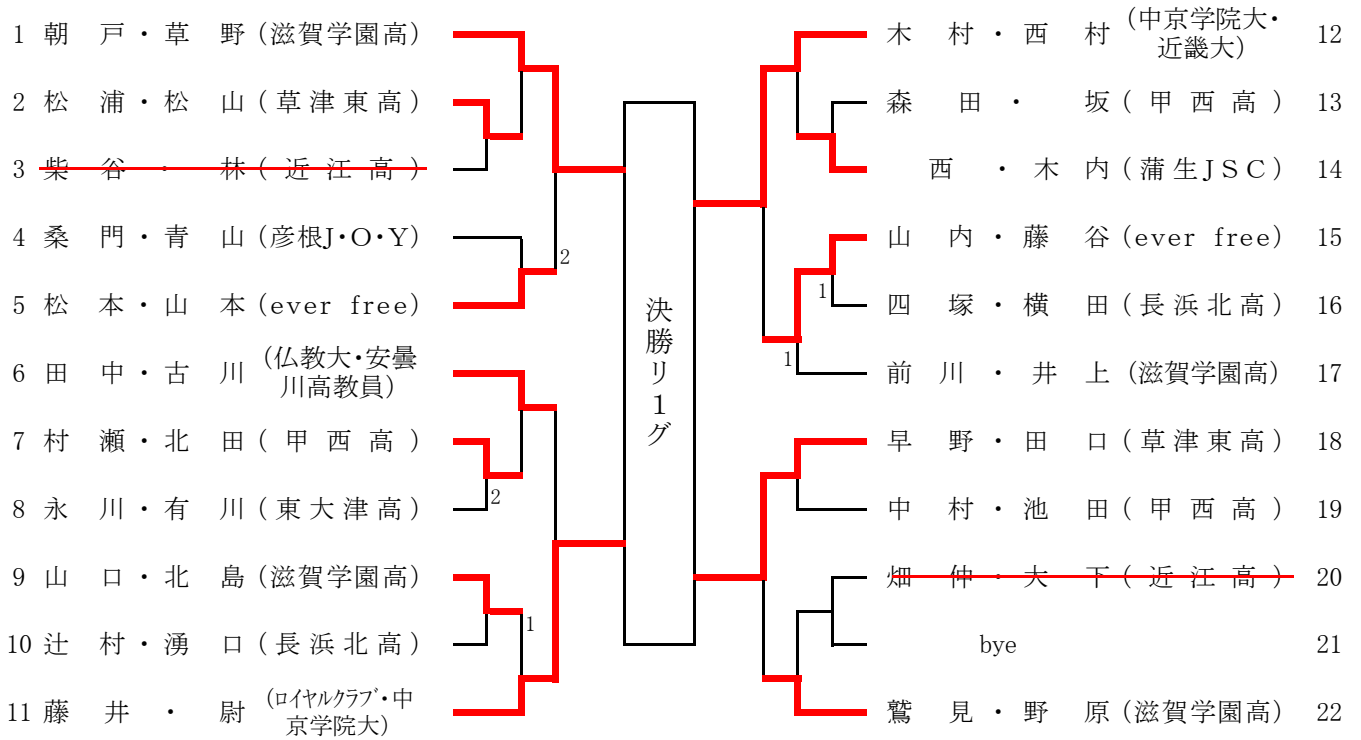 1 朝 戸・草 野 (滋賀学園高)
2 松 浦・松 山 (草津東高)
3 柴 谷 ・ 林 (近江高)
4 桑 門・青 山 (彦根J・O・Y)
2
5 松 本・山 本 (ever free)
6 田 中・古 川 (仏教大・安曇
川高教員)
7 村 瀬・北 田 (甲西高)
2
8 永 川・有 川 (東大津高)
9 山 口・北 島 (滋賀学園高)
1
10 辻 村・湧 口 (長浜北高)
11 藤 井 ・ 尉 (ロイヤルクラブ・中
京学院大)
決勝リ1グ
木 村・西 村 (中京学院大・
近畿大) 12
森 田 ・ 坂 (甲西高) 13
西 ・木 内 (蒲生JSC) 14
山 内・藤 谷 (ever free) 15
1
四 塚・横 田 (長浜北高) 16
1
前 川・井 上 (滋賀学園高) 17
早 野・田 口 (草津東高) 18
中 村・池 田 (甲西高) 19
畑 仲・大 下 (近江高) 20
bye 21
鷲 見・野 原 (滋賀学園高) 22